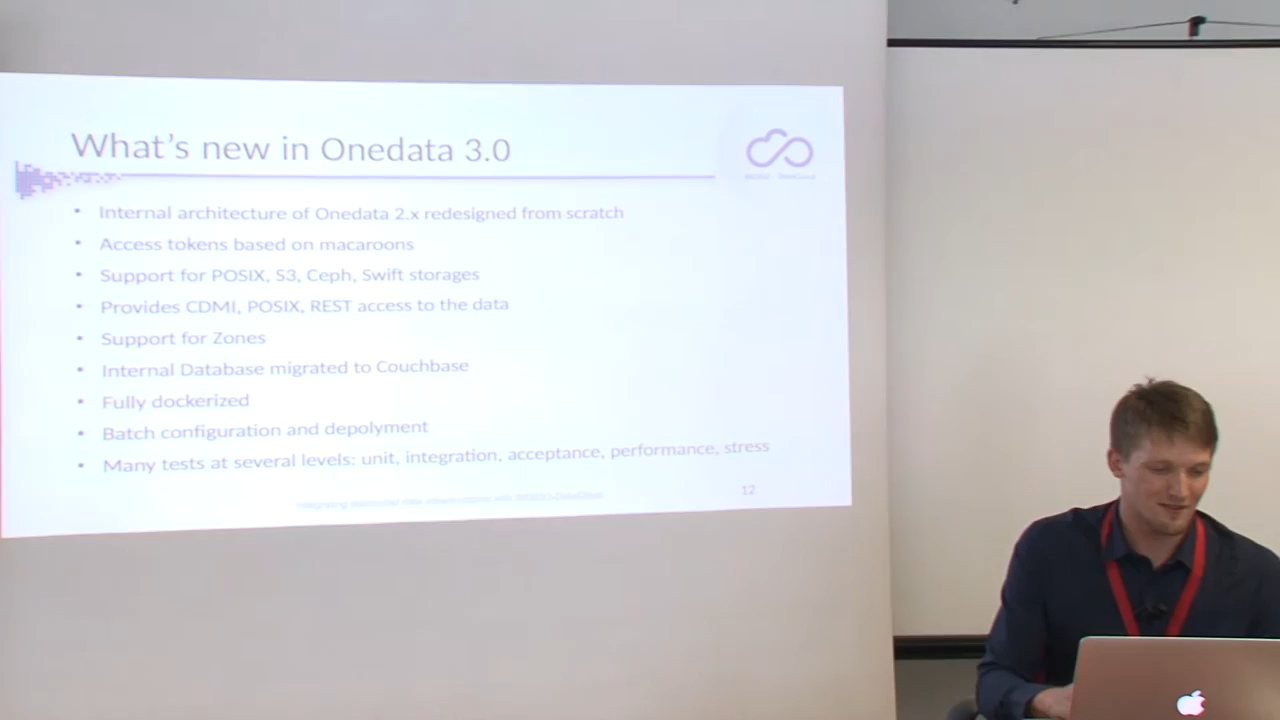 What's new in Onedata 3.0
• Internal architecture of Onedata 2.x redesigned from scratch
• Access tokens based on macaroons
• Support for POSIX, S3, Ceph, Swift storages
• Provides CDMI, POSIX, REST access to the data
• Support for Zones
• Internal Database migrated to Couchbase
• Fully dockerized
• Batch configuration and depolyment
• Many tests at several levels: unit, integration, acceptance, performance, stress
12